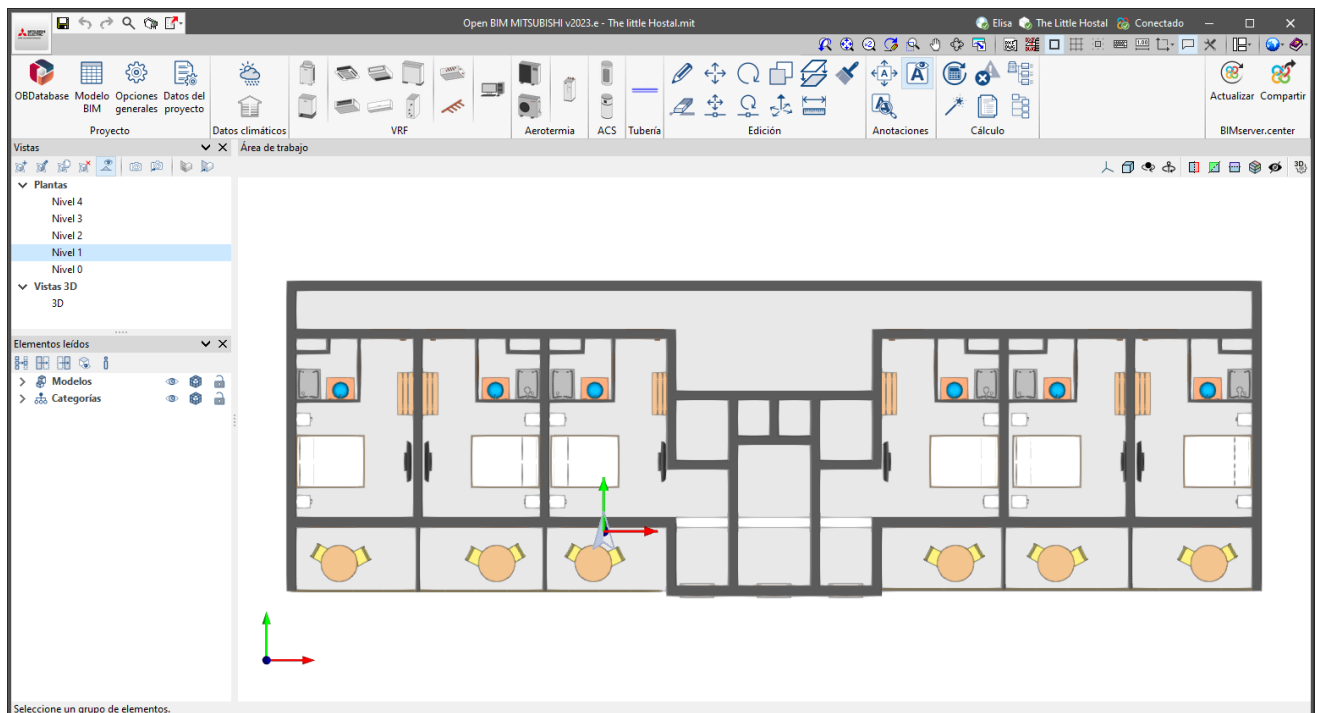 Open BIM MITSUBISHI v2023.e - The little Hostal.mit
Elisa
The Little Hostal
Conectado
OBDatabase
Modelo BIM
Opciones generales
Datos del proyecto
Actualizar
Compartir
Proyecto
Datos climáticos
VRF
Aerotermia
ACS
Tubería
Edición
Anotaciones
Cálculo
BIMserver.center
Vistas
Área de trabajo
Plantas
Nivel 4
Nivel 3
Nivel 2
Nivel 1
Nivel 0
Vistas 3D
3D
Elementos leídos
Modelos
Categorías
Seleccione un grupo de elementos.